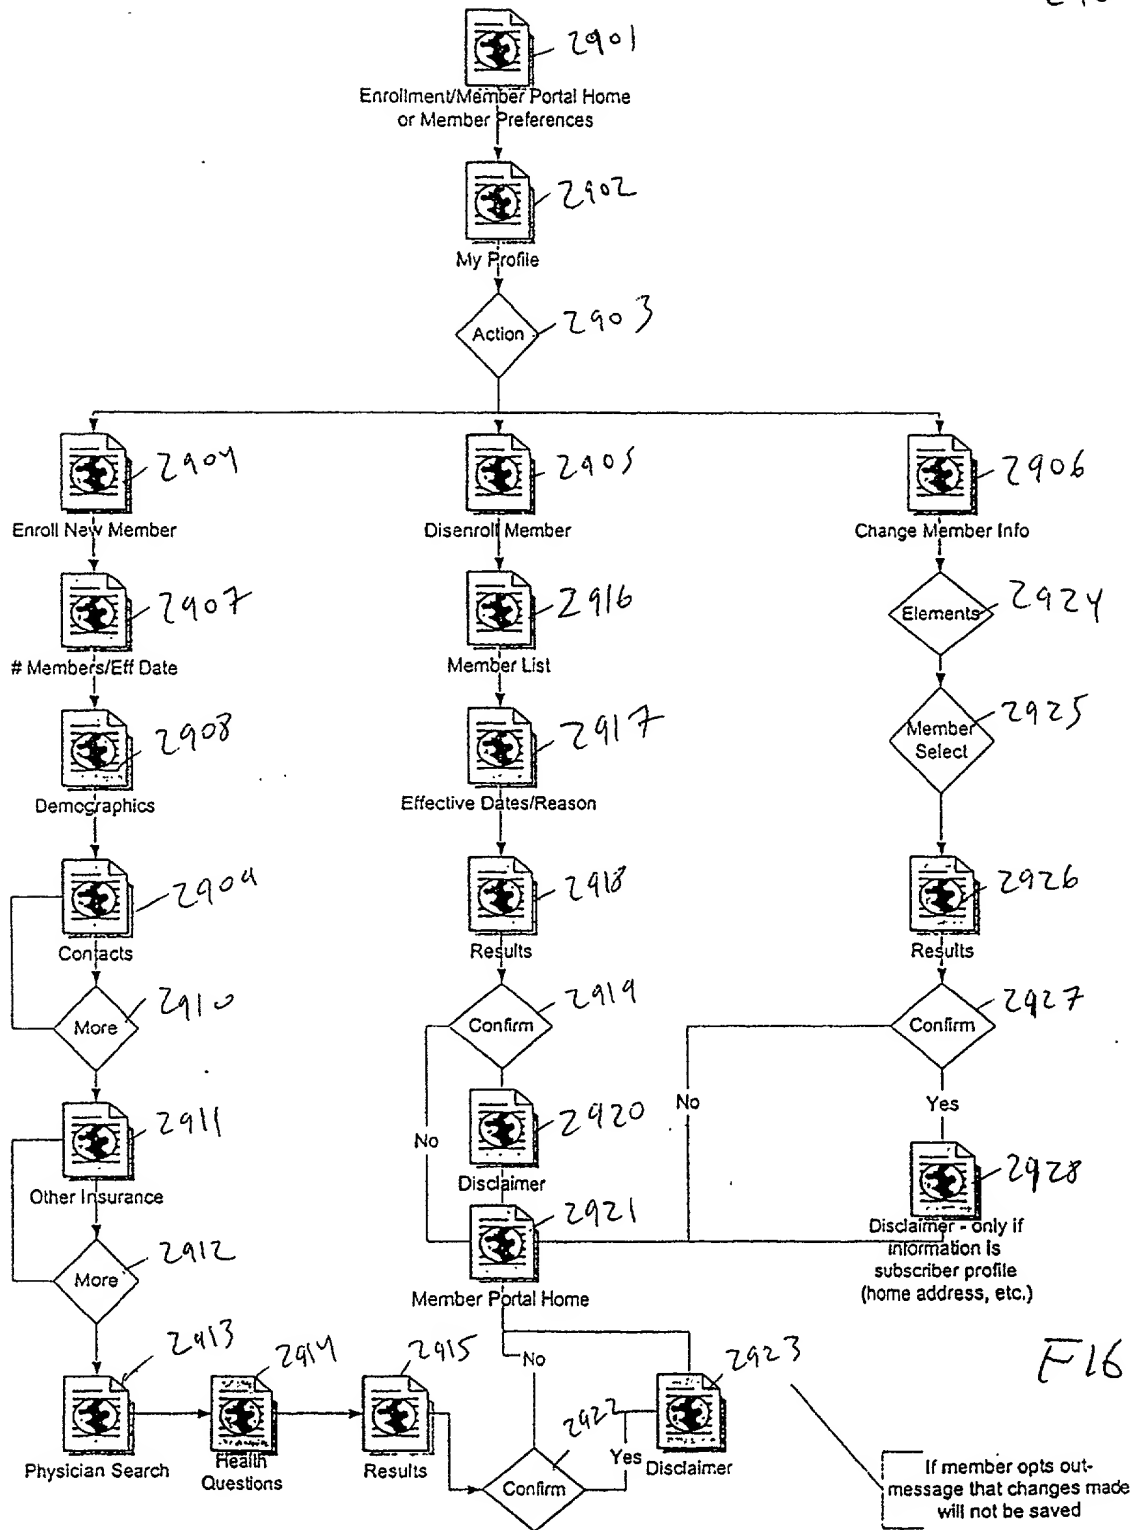 2901
Enrollment/Member Portal Home
or Member Preferences
2902
My Profile
Action
2903
2904
2905
2906
Enroll New Member
Disenroll Member
Change Member Info
2907
2916
Elements
2924
# Members/Eff Date
Member List
2908
2917
Member
Select
2925
Demographics
Effective Dates/Reason
2909
2918
2926
Contacts
Results
Results
More
2910
Confirm
2919
Confirm
2927
2911
No
2920
No
Yes
Other Insurance
Disclaimer
2928
2921
Disclaimer - only if
information is
subscriber profile
(home address, etc.)
More
2912
Member Portal Home
2913
2914
2915
No
2923
Physician Search
Health
Questions
Results
Confirm
2922
Yes
Disclaimer
If member opts out-
message that changes made
will not be saved